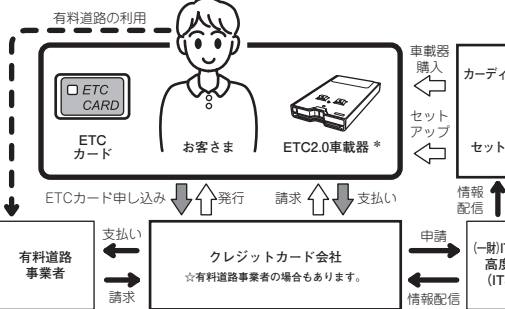 有料道路の利用
ETC
CARD
ETC
カード
お客さま
ETC2.0車載器*
車載器
購入
セット
アップ
カーディ
セット
ETCカード申し込み
発行
請求
支払い
情報
配信
有料道路
事業者
支払い
請求
クレジットカード会社
☆有料道路事業者の場合もあります。
申請
情報配信
(一財)IT
高度
(IT